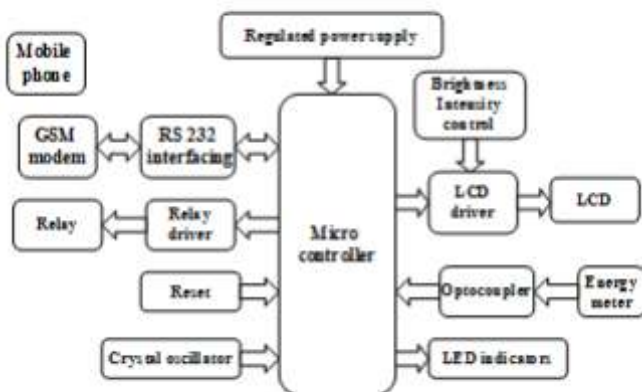 Regulated power supply
Mobile
phone
Brightness
Intensity
control
GSM
modem
RS 232
interfacing
LCD
driver
LCD
Relay
Relay
driver
Micro
controller
Reset
Optocoupler
Energy
meter
Crystal oscillator
LED indicators